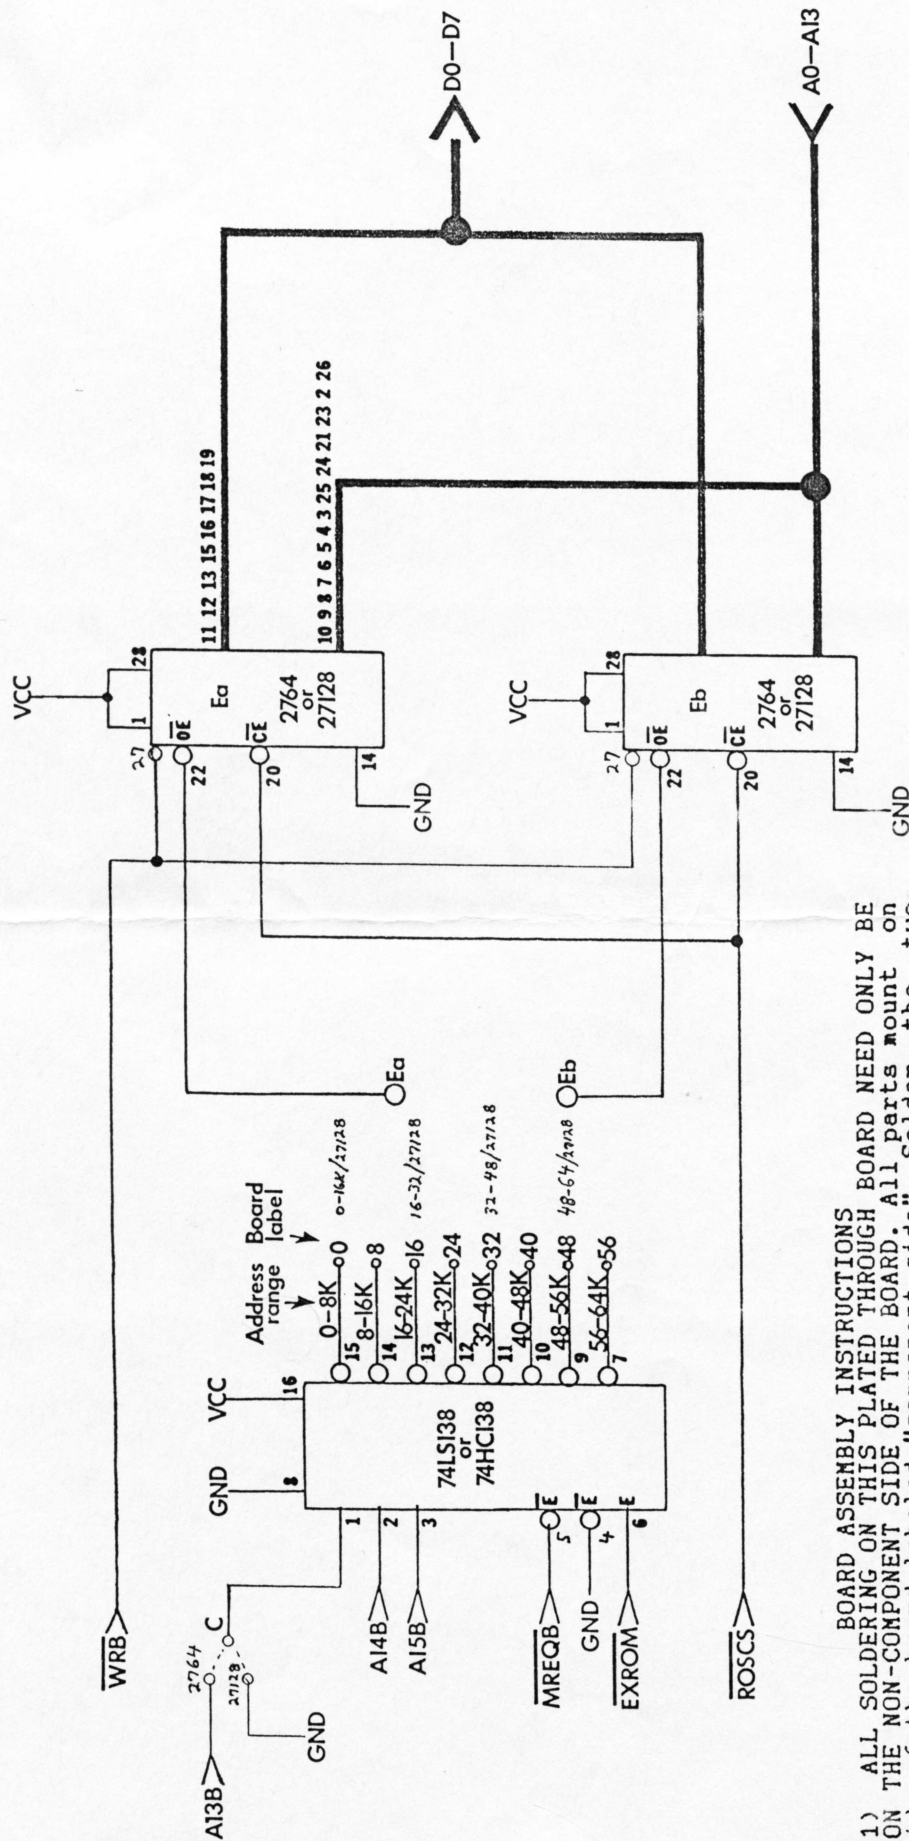 WRB
A13B
2764
27128
C
GND
GND
VCC
8
16
1
2
3
A14B
A15B
74LS138
or
74HC138
MREQB
GND
EXROM
E
E
E
5
4
6
ROSCS
Address
range
Board
label
0-8K 0
8-16K 8
16-24K 16
24-32K 24
32-40K 32
40-48K 40
48-56K 48
56-64K 56
15
14
13
12
11
10
9
7
0-16K/27128
16-32/27128
32-48/27128
48-64/27128
Ea
Eb
VCC
27
1
28
OE
22
CE
20
14
GND
Ea
2764
or
27128
11 12 13 15 16 17 18 19
10 9 8 7 6 5 4 3 25 24 21 23 2 26
VCC
27
1
28
OE
22
CE
20
14
GND
Eb
2764
or
27128
D0-D7
A0-A13
BOARD ASSEMBLY INSTRUCTIONS
1) ALL SOLDERING ON THIS PLATED THROUGH BOARD NEED ONLY BE
ON THE NON-COMPONENT SIDE OF THE BOARD. All parts mount on